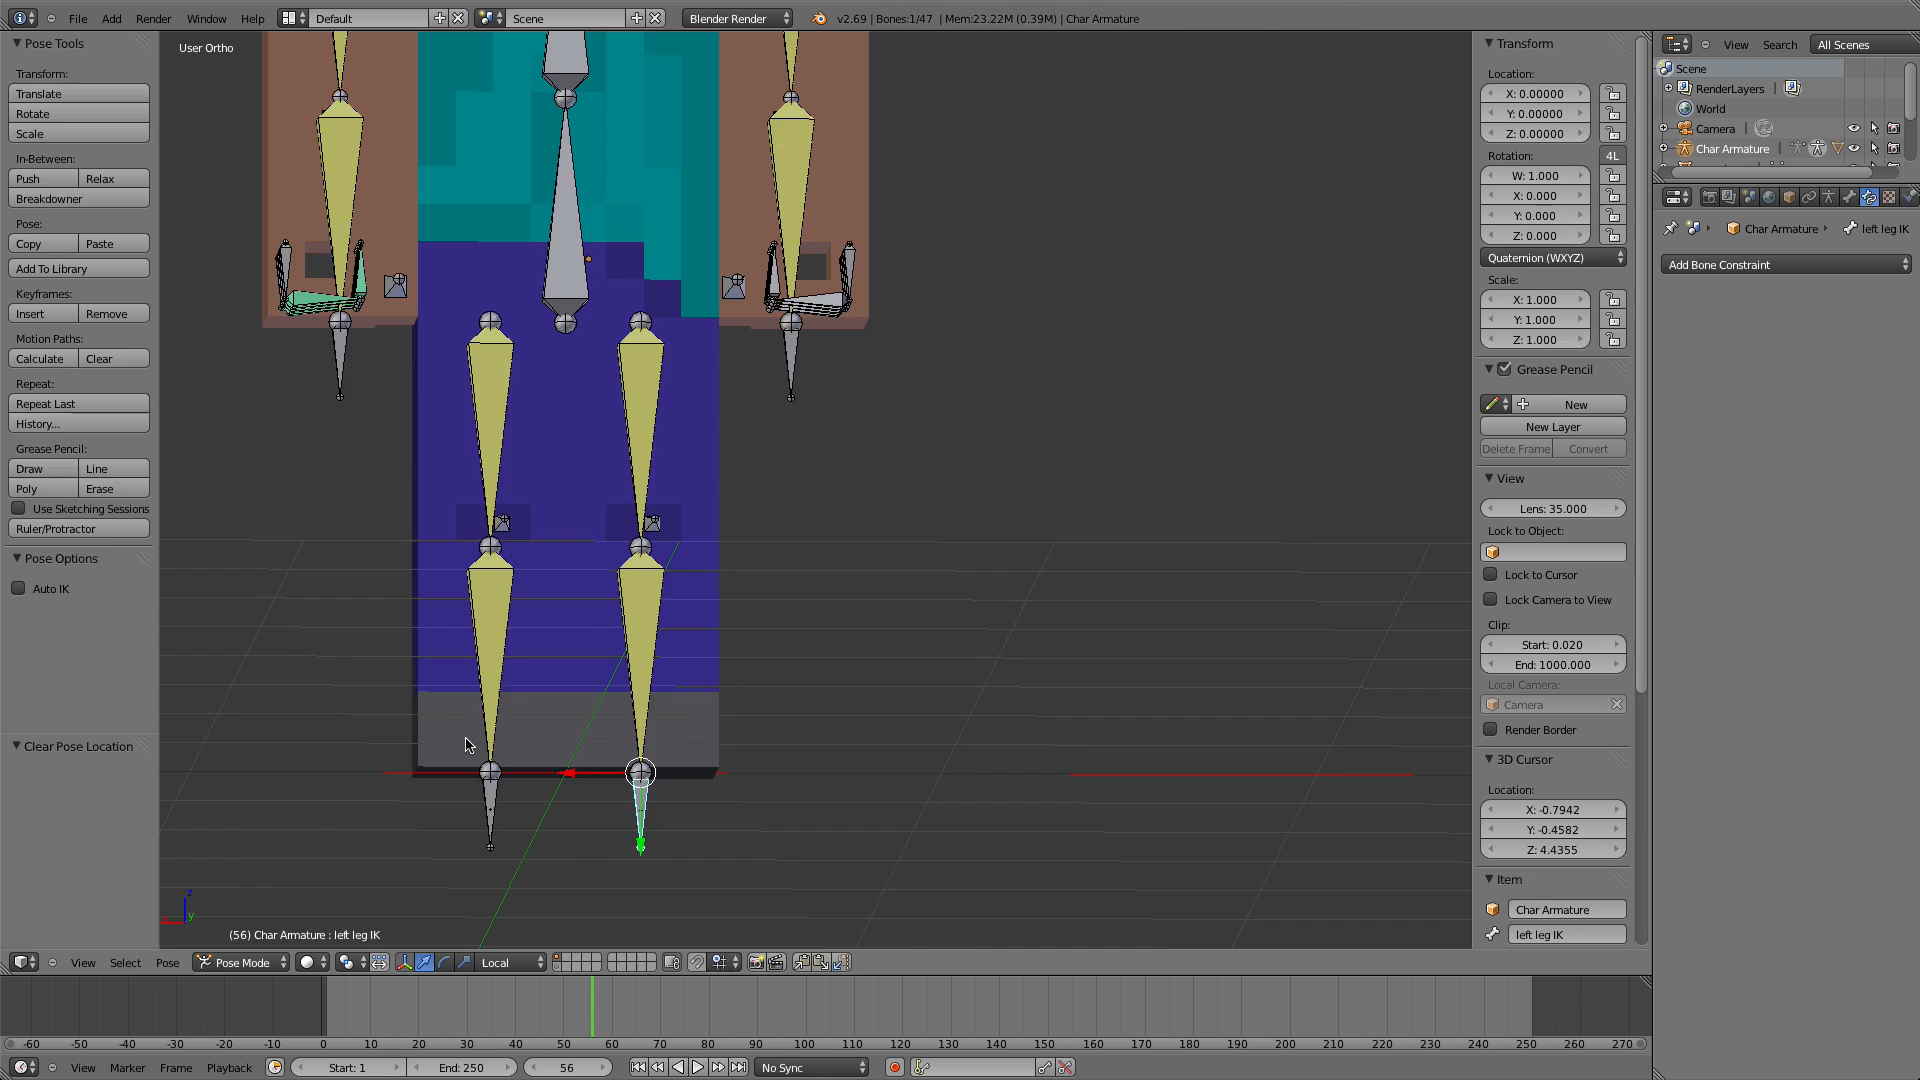 File Add Render Window Help Default Scene Blender Render v2.69 | Bones:1/47 | Mem:23.22M (0.39M) | Char Armature
Pose Tools
Transform:
Translate
Rotate
Scale
In-Between:
Push Relax
Breakdowner
Pose:
Copy Paste
Add To Library
Keyframes:
Insert Remove
Motion Paths:
Calculate Clear
Repeat:
Repeat Last
History...
Grease Pencil:
Draw Line
Poly Erase
Use Sketching Sessions
Ruler/Protractor
Pose Options
Auto IK
Clear Pose Location
User Ortho
z
y
(56) Char Armature : left leg IK
Transform
Location:
X: 0.00000
Y: 0.00000
Z: 0.00000
Rotation:
4L
W: 1.000
X: 0.000
Y: 0.000
Z: 0.000
Quaternion (WXYZ)
Scale:
X: 1.000
Y: 1.000
Z: 1.000
Grease Pencil
New
New Layer
Delete Frame Convert
View
Lens: 35.000
Lock to Object:
Lock to Cursor
Lock Camera to View
Clip:
Start: 0.020
End: 1000.000
Local Camera:
Camera
Render Border
3D Cursor
Location:
X: -0.7942
Y: -0.4582
Z: 4.4355
Item
Char Armature
left leg IK
View Search All Scenes
Scene
RenderLayers
World
Camera
Char Armature
Char Armature left leg IK
Add Bone Constraint
View Select Pose Pose Mode Local
-60 -50 -40 -30 -20 -10 0 10 20 30 40 50 60 70 80 90 100 110 120 130 140 150 160 170 180 190 200 210 220 230 240 250 260 270
View Marker Frame Playback Start: 1 End: 250 56 No Sync